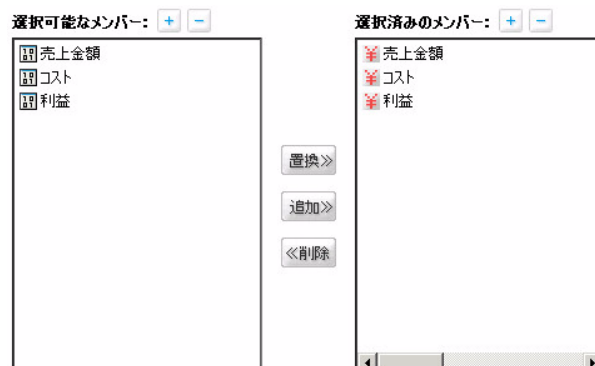 選択可能なメンバー: + −
売上金額
コスト
利益
置換≫
追加≫
≪削除
選択済みのメンバー: + −
¥ 売上金額
¥ コスト
¥ 利益